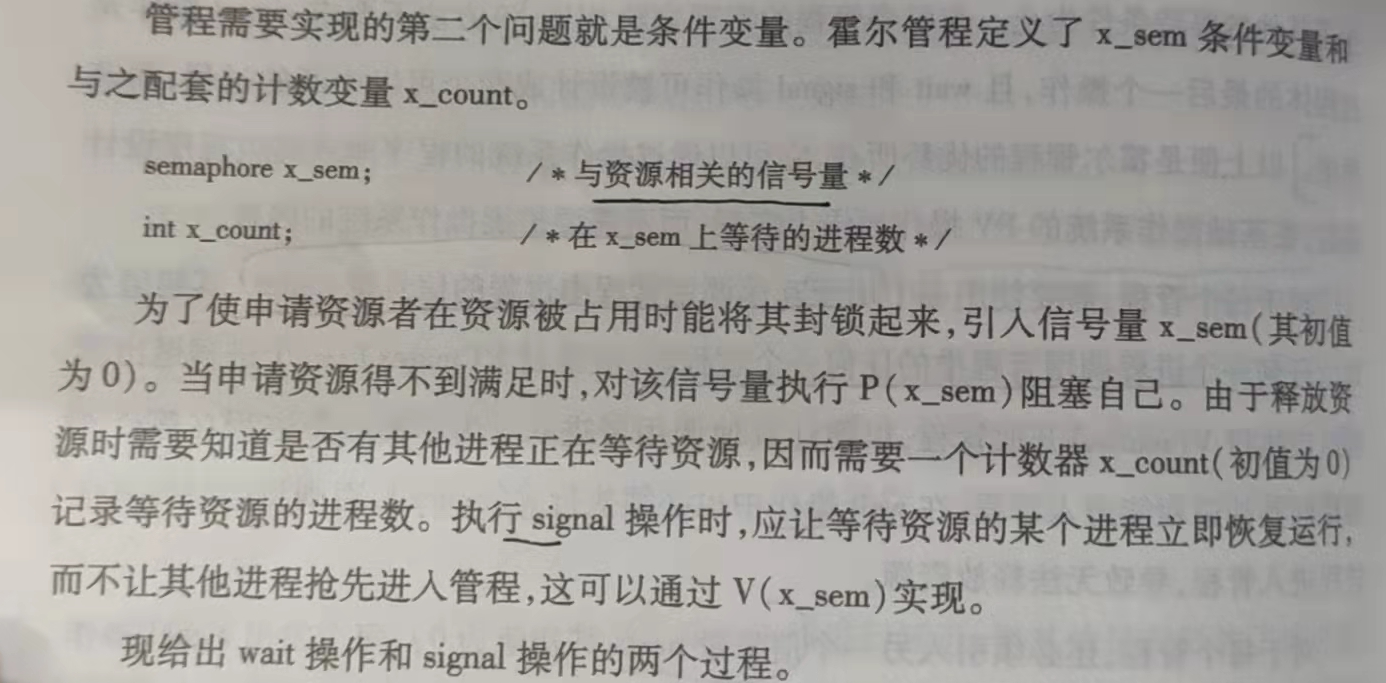 管程需要实现的第二个问题就是条件变量。霍尔管程定义了 x_sem 条件变量和
与之配套的计数变量 x_count。
semaphore x_sem; /*与资源相关的信号量*/
int x_count; /*在 x_sem 上等待的进程数*/
为了使申请资源者在资源被占用时能将其封锁起来,引入信号量 x_sem(其初值
为 0)。当申请资源得不到满足时,对该信号量执行 P(x_sem)阻塞自己。由于释放资
源时需要知道是否有其他进程正在等待资源,因而需要一个计数器 x_count(初值为0)
记录等待资源的进程数。执行 signal 操作时,应让等待资源的某个进程立即恢复运行,
而不让其他进程抢先进入管程,这可以通过 V(x_sem)实现。
现给出 wait 操作和 signal 操作的两个过程。